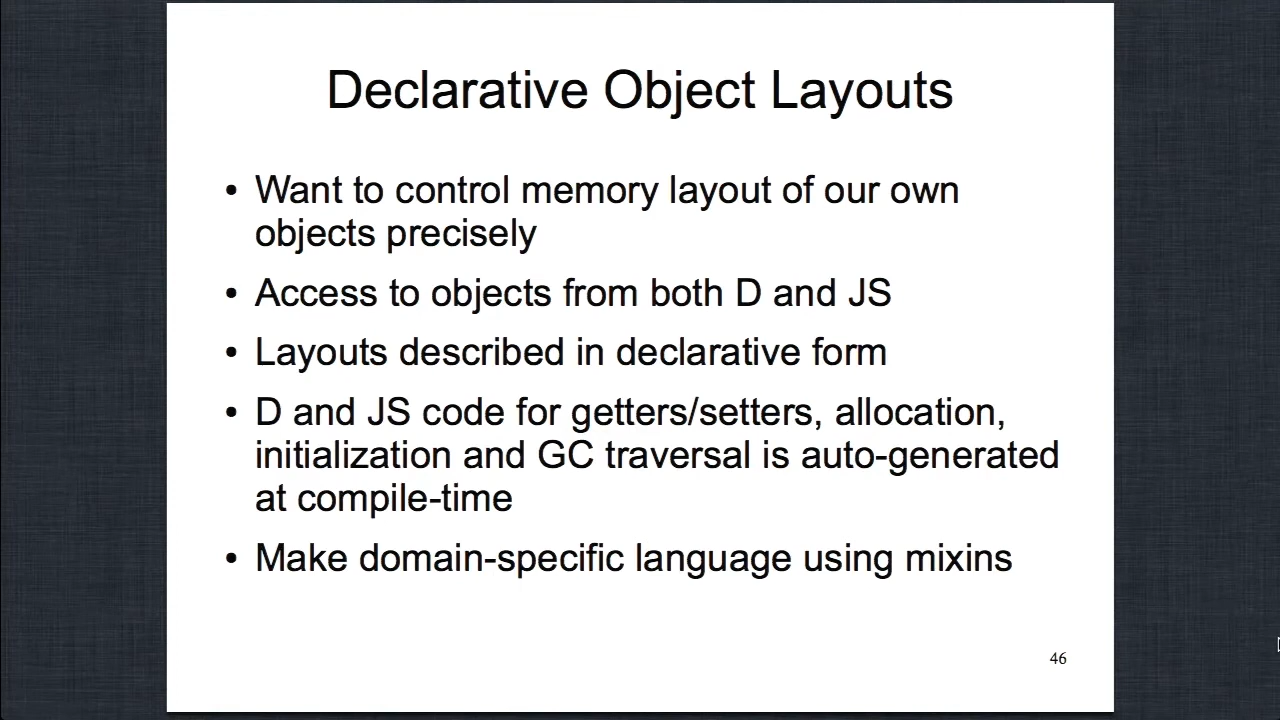 Declarative Object Layouts
• Want to control memory layout of our own
objects precisely
• Access to objects from both D and JS
• Layouts described in declarative form
• D and JS code for getters/setters, allocation,
initialization and GC traversal is auto-generated
at compile-time
• Make domain-specific language using mixins
46